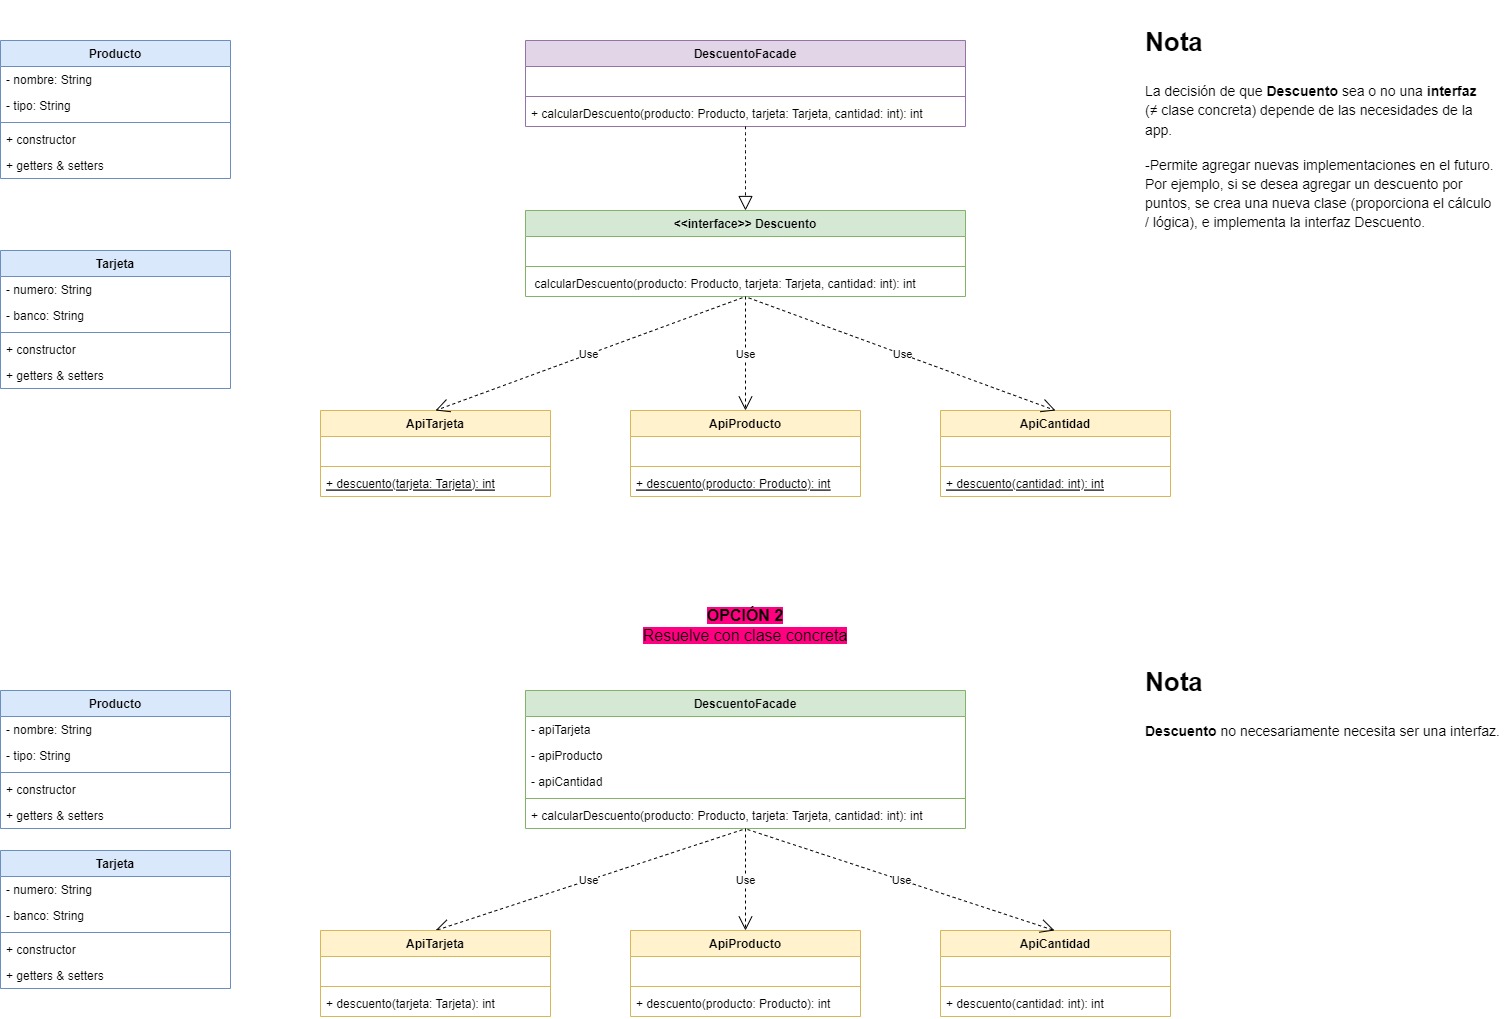 Producto
- nombre: String
- tipo: String
+ constructor
+ getters & setters
Tarjeta
- numero: String
- banco: String
+ constructor
+ getters & setters
DescuentoFacade
+ calcularDescuento(producto: Producto, tarjeta: Tarjeta, cantidad: int): int
<<interface>> Descuento
calcularDescuento(producto: Producto, tarjeta: Tarjeta, cantidad: int): int
Use
Use
Use
ApiTarjeta
+ descuento(tarjeta: Tarjeta): int
ApiProducto
+ descuento(producto: Producto): int
ApiCantidad
+ descuento(cantidad: int): int
Nota
La decisión de que Descuento sea o no una interfaz
(≠ clase concreta) depende de las necesidades de la
app.
-Permite agregar nuevas implementaciones en el futuro.
Por ejemplo, si se desea agregar un descuento por
puntos, se crea una nueva clase (proporciona el cálculo
/ lógica), e implementa la interfaz Descuento.
OPCIÓN 2
Resuelve con clase concreta
Producto
- nombre: String
- tipo: String
+ constructor
+ getters & setters
Tarjeta
- numero: String
- banco: String
+ constructor
+ getters & setters
DescuentoFacade
- apiTarjeta
- apiProducto
- apiCantidad
+ calcularDescuento(producto: Producto, tarjeta: Tarjeta, cantidad: int): int
Use
Use
Use
ApiTarjeta
+ descuento(tarjeta: Tarjeta): int
ApiProducto
+ descuento(producto: Producto): int
ApiCantidad
+ descuento(cantidad: int): int
Nota
Descuento no necesariamente necesita ser una interfaz.